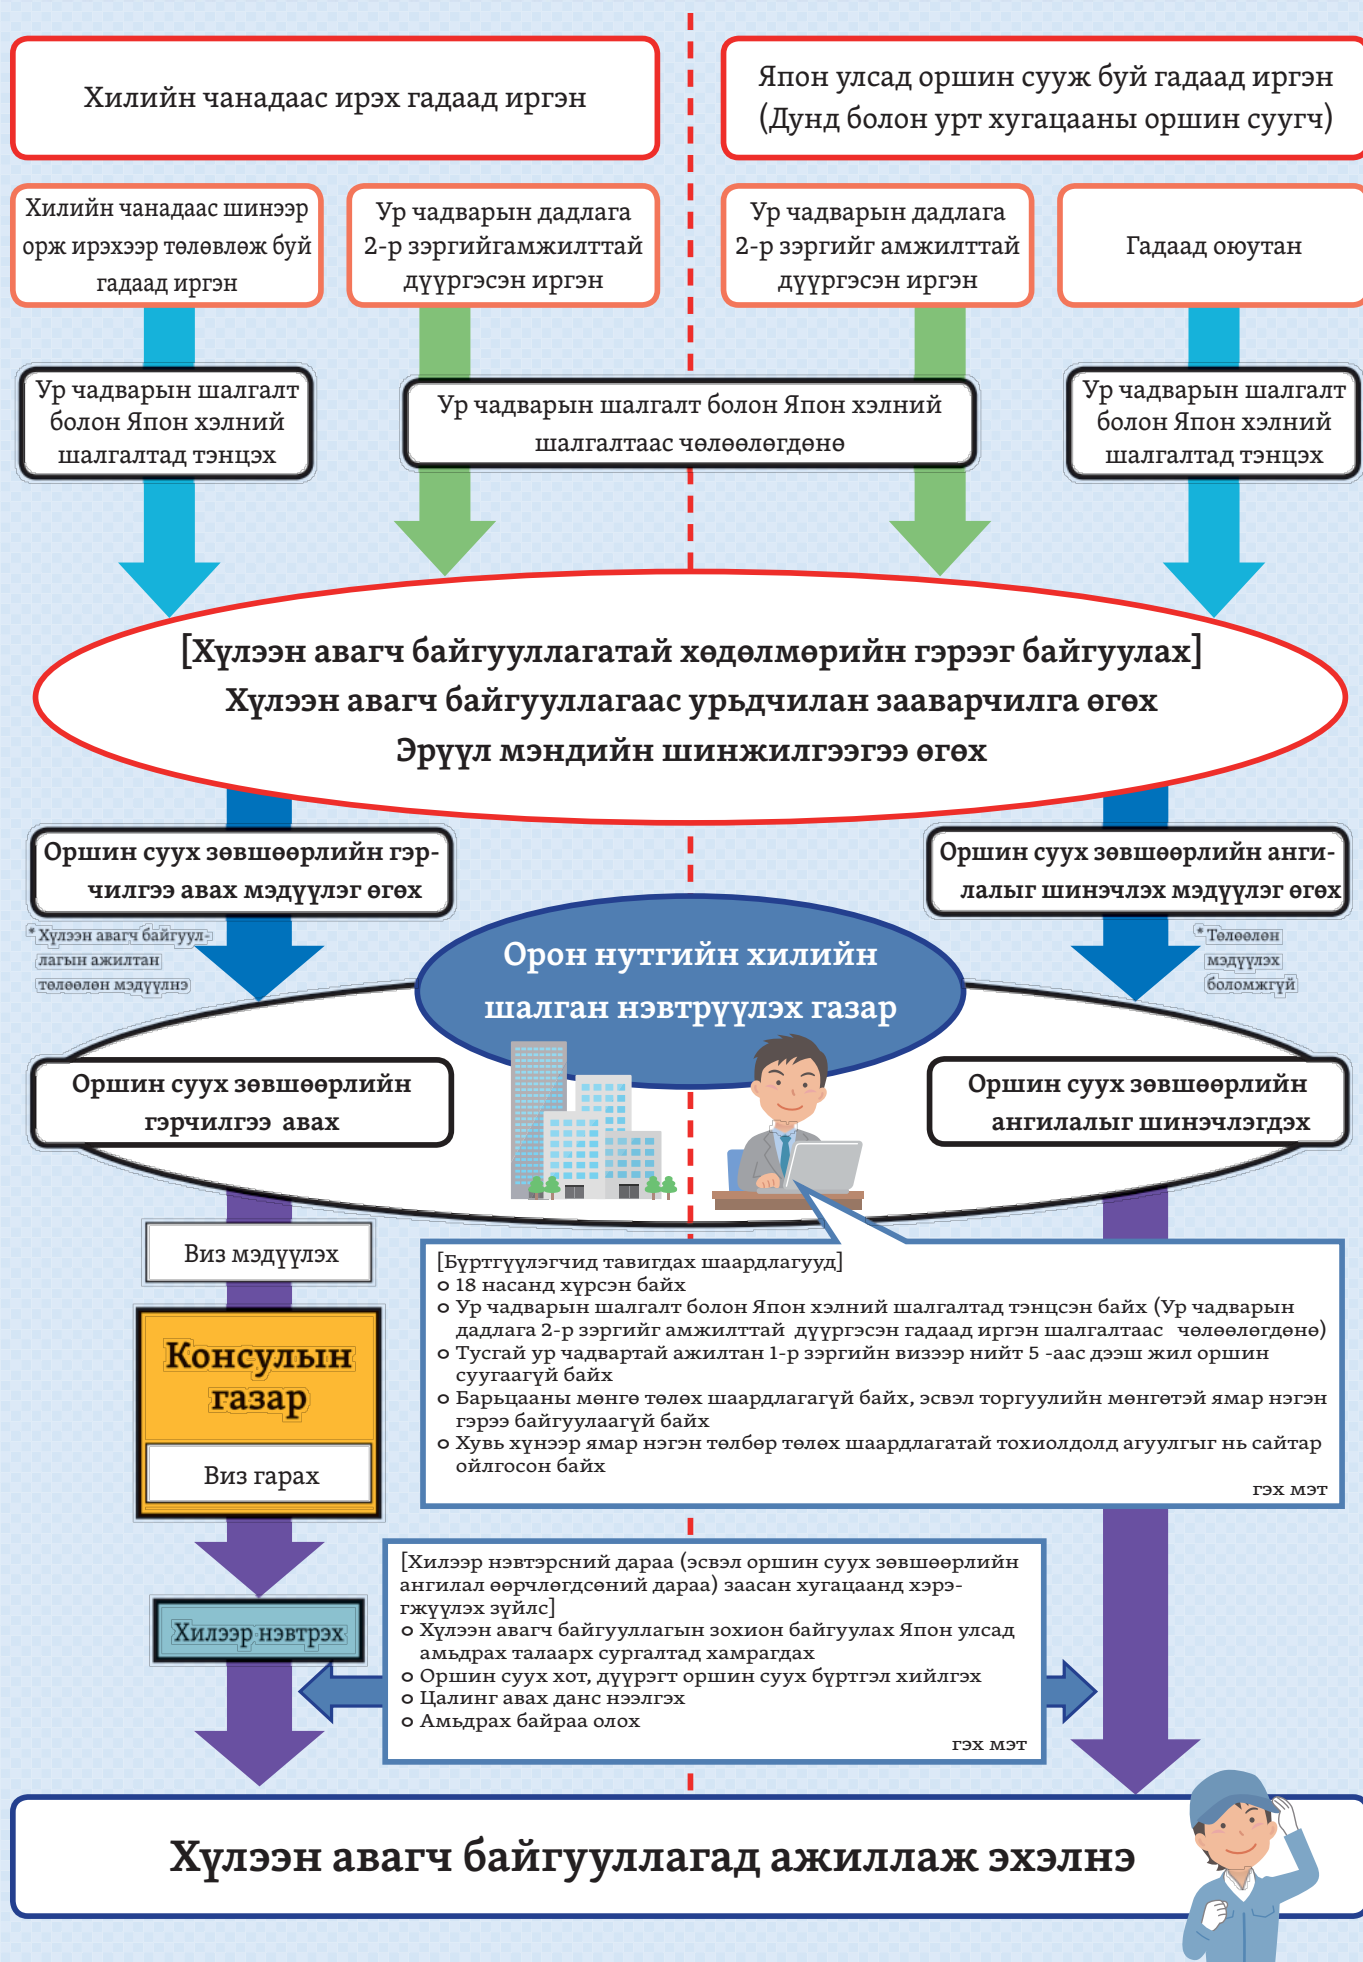 Хилийн чанадаас ирэх гадаад иргэн
Япон улсад оршин сууж буй гадаад иргэн
(Дунд болон урт хугацааны оршин суугч)
Хилийн чанадаас шинээр
орж ирэхээр төлөвлөж буй
гадаад иргэн
Ур чадварын дадлага
2-р зэргийгамжилттай
дүүргэсэн иргэн
Ур чадварын дадлага
2-р зэргийг амжилттай
дүүргэсэн иргэн
Гадаад оюутан
Ур чадварын шалгалт
болон Япон хэлний
шалгалтад тэнцэх
Ур чадварын шалгалт болон Япон хэлний
шалгалтаас чөлөөлөгдөнө
Ур чадварын шалгалт
болон Япон хэлний
шалгалтад тэнцэх
[Хүлээн авагч байгууллагатай хөдөлмөрийн гэрээг байгуулах]
Хүлээн авагч байгууллагаас урьдчилан зааварчилга өгөх
Эрүүл мэндийн шинжилгээгээ өгөх
Оршин суух зөвшөөрлийн гэр-
чилгээ авах мэдүүлэг өгөх
* Хүлээн авагч байгуул-
лагын ажилтан
төлөөлөн мэдүүлнэ
Оршин суух зөвшөөрлийн анги-
лалыг шинэчлэх мэдүүлэг өгөх
* Төлөөлөн
мэдүүлэх
боломжгүй
Орон нутгийн хилийн
шалган нэвтрүүлэх газар
Оршин суух зөвшөөрлийн
гэрчилгээ авах
Оршин суух зөвшөөрлийн
ангилалыг шинэчлэгдэх
Виз мэдүүлэх
Консулын
газар
Виз гарах
[Бүртгүүлэгчид тавигдах шаардлагууд]
o 18 насанд хүрсэн байх
o Ур чадварын шалгалт болон Япон хэлний шалгалтад тэнцсэн байх (Ур чадварын
дадлага 2-р зэргийг амжилттай дүүргэсэн гадаад иргэн шалгалтаас чөлөөлөгдөнө)
o Тусгай ур чадвартай ажилтан 1-р зэргийн визээр нийт 5 -аас дээш жил оршин
суугаагүй байх
o Барьцааны мөнгө төлөх шаардлагагүй байх, эсвэл торгуулийн мөнгөтэй ямар нэгэн
гэрээ байгуулаагүй байх
o Хувь хүнээр ямар нэгэн төлбөр төлөх шаардлагатай тохиолдолд агуулгыг нь сайтар
ойлгосон байх
гэх мэт
Хилээр нэвтрэх
[Хилээр нэвтэрсний дараа (эсвэл оршин суух зөвшөөрлийн
ангилал өөрчлөгдсөний дараа) заасан хугацаанд хэрэ-
гжүүлэх зүйлс]
o Хүлээн авагч байгууллагын зохион байгуулах Япон улсад
амьдрах талаарх сургалтад хамрагдах
o Оршин суух хот, дүүрэгт оршин суух бүртгэл хийлгэх
o Цалинг авах данс нээлгэх
o Амьдрах байраа олох
гэх мэт
Хүлээн авагч байгууллагад ажиллаж эхэлнэ